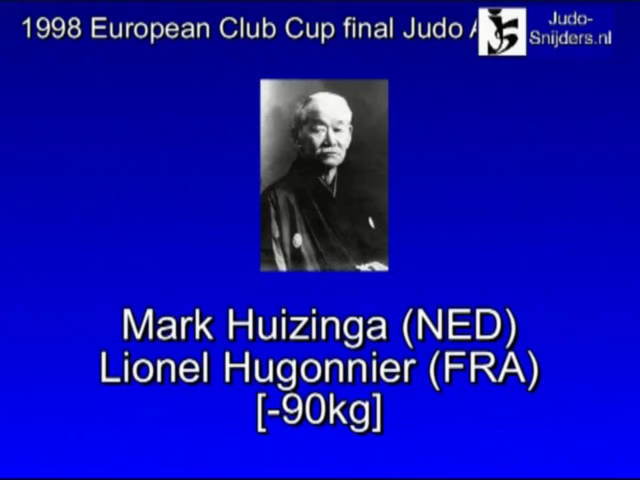 1998 European Club Cup final Judo
Judo-
Snijders.nl
Mark Huizinga (NED)
Lionel Hugonnier (FRA)
[-90kg]